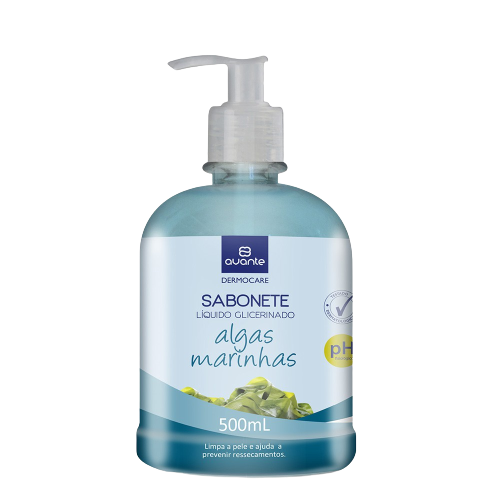 avante
DERMOCARE
SABONETE
LÍQUIDO GLICERINADO
algas
marinhas
pH
500mL
Limpa a pele e ajuda a
prevenir ressecamentos.